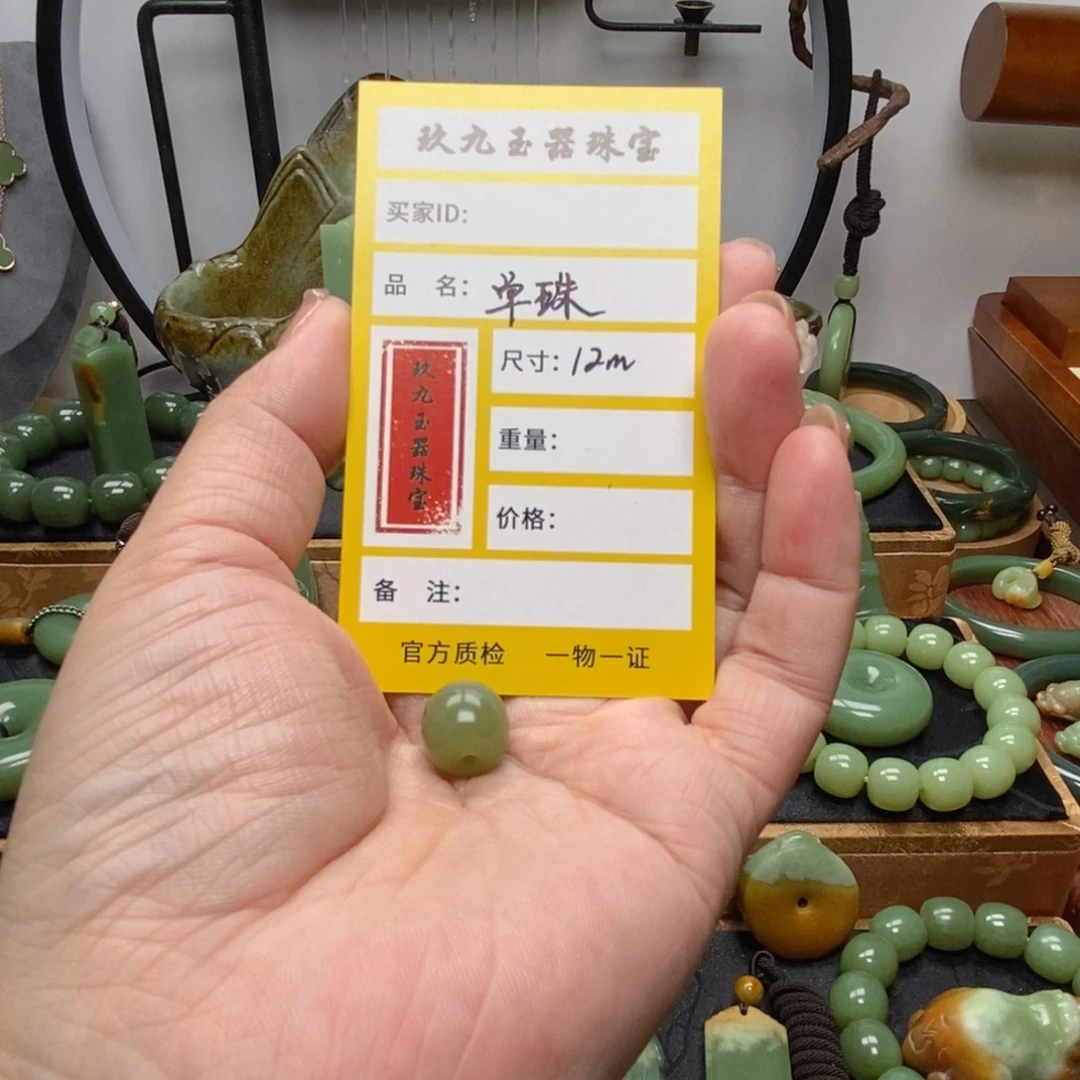 玖九玉器珠宝
买家ID:
品 名: 单珠
玖九玉器珠宝
尺寸: 12m
重量:
价格:
备 注:
官方质检 一物一证